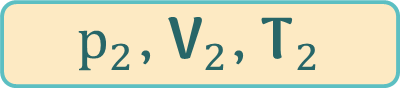 p₂, V₂, T₂